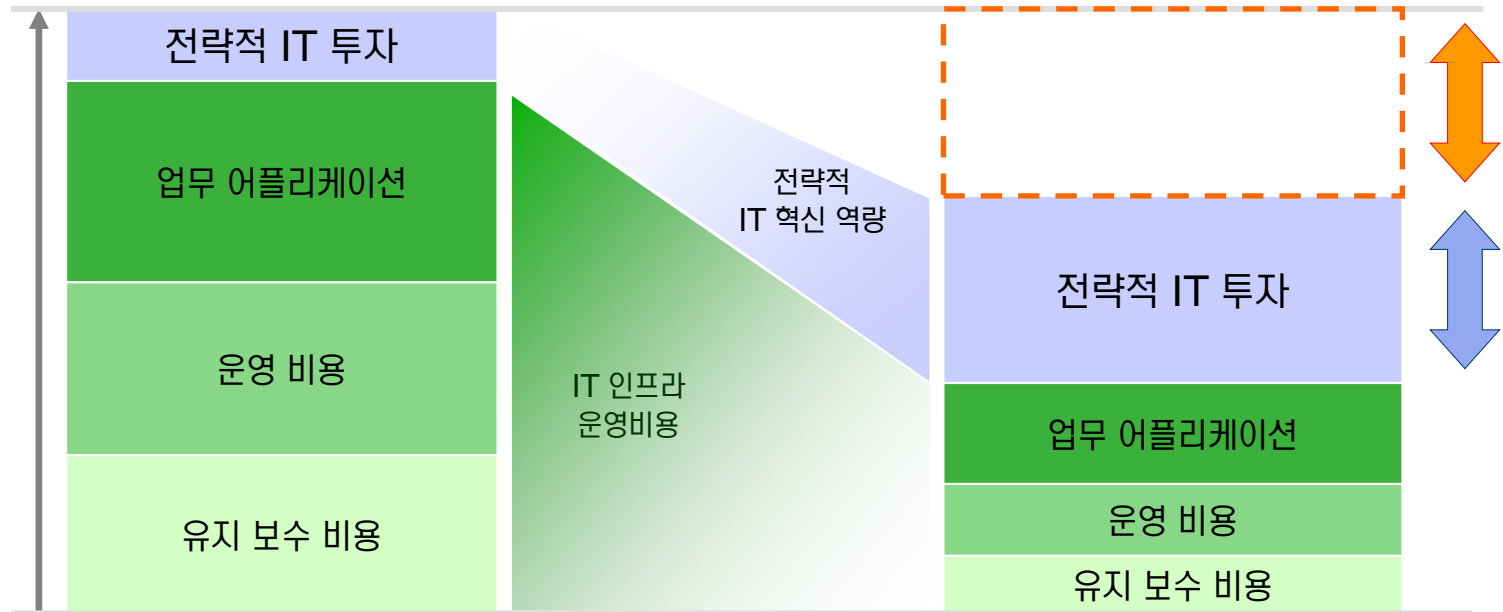 전략적 IT 투자
업무 어플리케이션
운영 비용
유지 보수 비용
전략적
IT 혁신 역량
IT 인프라
운영비용
전략적 IT 투자
업무 어플리케이션
운영 비용
유지 보수 비용